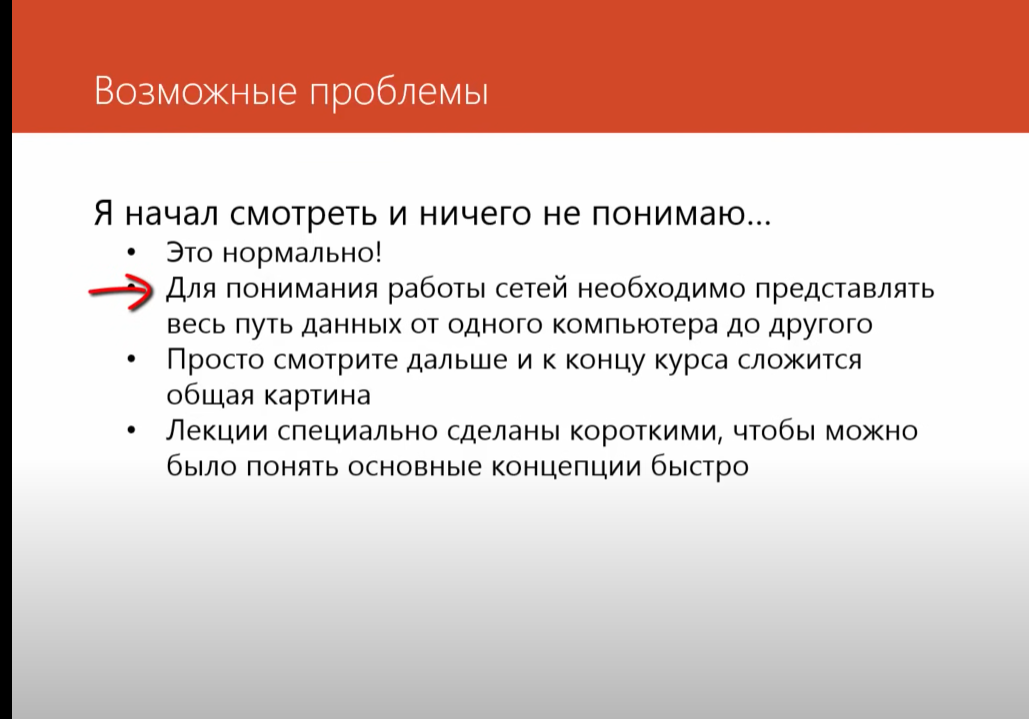 Возможные проблемы
Я начал смотреть и ничего не понимаю...
• Это нормально!
• Для понимания работы сетей необходимо представлять
весь путь данных от одного компьютера до другого
• Просто смотрите дальше и к концу курса сложится
общая картина
• Лекции специально сделаны короткими, чтобы можно
было понять основные концепции быстро